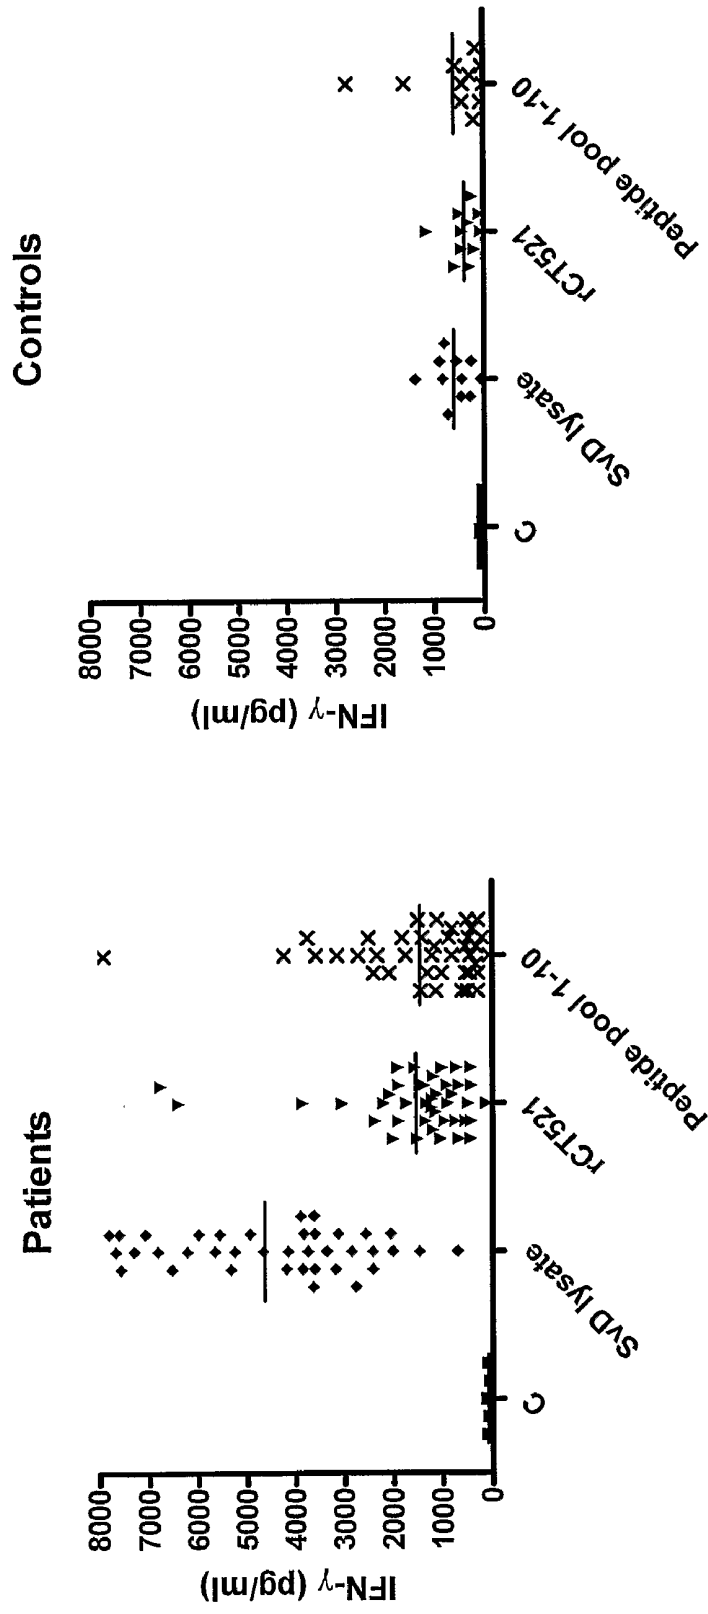 Patients
IFN-γ (pg/ml)
8000
7000
6000
5000
4000
3000
2000
1000
0
C
SvD lysate
rCT521
Peptide pool 1-10
Controls
IFN-γ (pg/ml)
8000
7000
6000
5000
4000
3000
2000
1000
0
C
SvD lysate
rCT521
Peptide pool 1-10